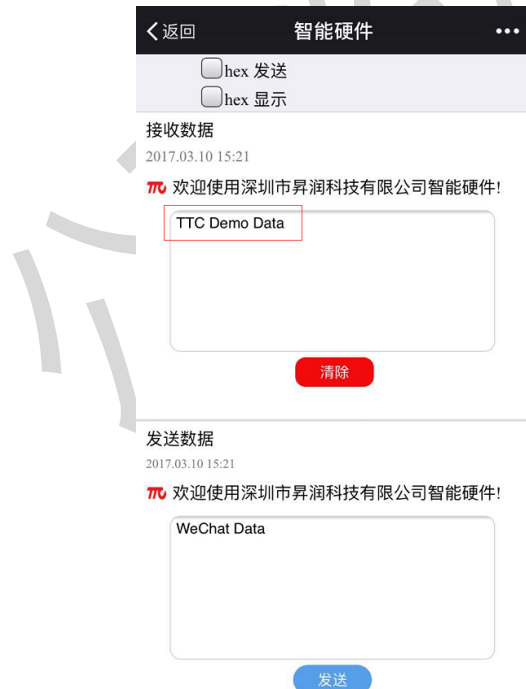 返回 智能硬件
hex 发送
hex 显示
接收数据
2017.03.10 15:21
欢迎使用深圳市昇润科技有限公司智能硬件!
TTC Demo Data
清除
发送数据
2017.03.10 15:21
欢迎使用深圳市昇润科技有限公司智能硬件!
WeChat Data
发送